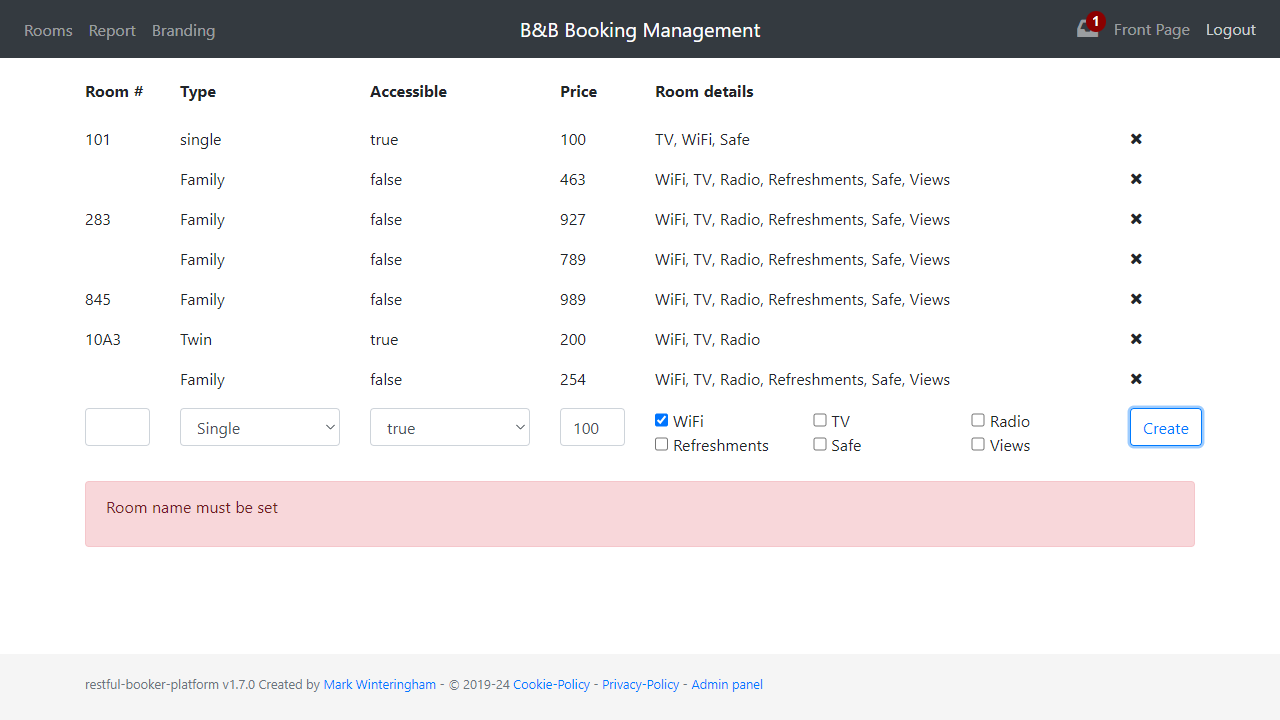 Rooms Report Branding B&B Booking Management 1 Front Page Logout
Room # Type Accessible Price Room details
101 single true 100 TV, WiFi, Safe
Family false 463 WiFi, TV, Radio, Refreshments, Safe, Views
283 Family false 927 WiFi, TV, Radio, Refreshments, Safe, Views
Family false 789 WiFi, TV, Radio, Refreshments, Safe, Views
845 Family false 989 WiFi, TV, Radio, Refreshments, Safe, Views
10A3 Twin true 200 WiFi, TV, Radio
Family false 254 WiFi, TV, Radio, Refreshments, Safe, Views
Single true 100 WiFi TV Radio Create
Refreshments Safe Views
Room name must be set
restful-booker-platform v1.7.0 Created by Mark Winteringham - © 2019-24 Cookie-Policy - Privacy-Policy - Admin panel